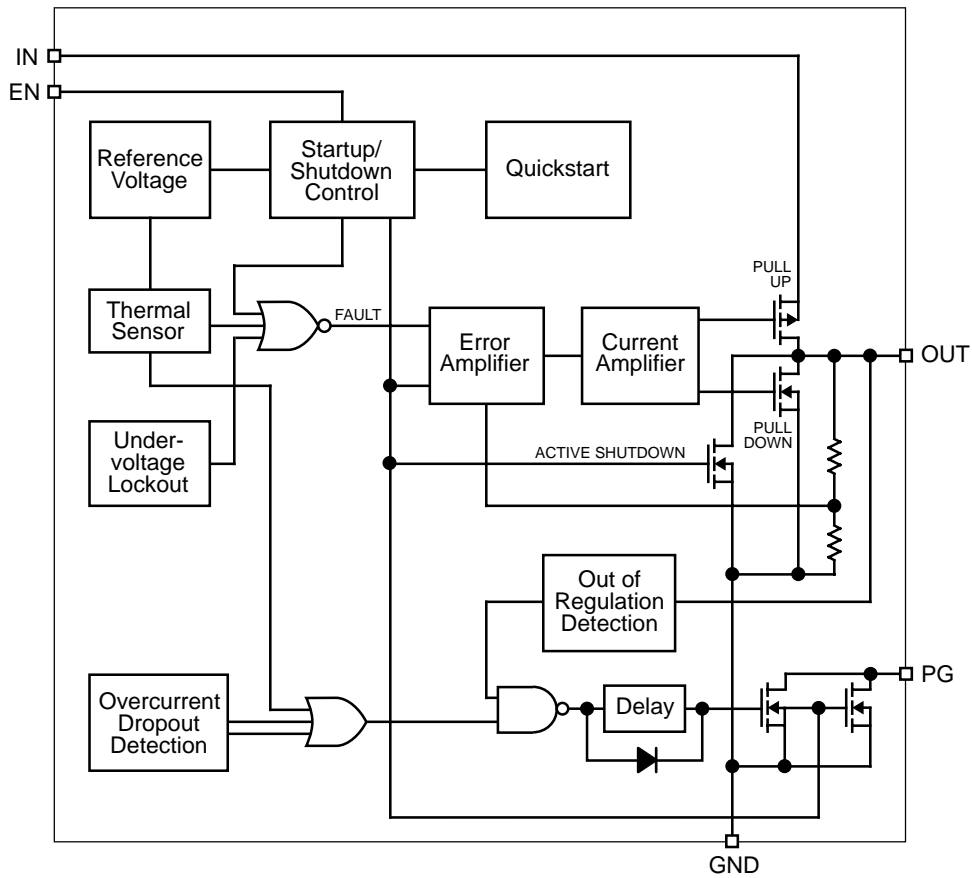 IN
EN
Reference
Voltage
Startup/
Shutdown
Control
Quickstart
PULL
UP
Thermal
Sensor
FAULT
Error
Amplifier
Current
Amplifier
OUT
Under-
voltage
Lockout
ACTIVE SHUTDOWN
PULL
DOWN
Out of
Regulation
Detection
PG
Overcurrent
Dropout
Detection
Delay
GND